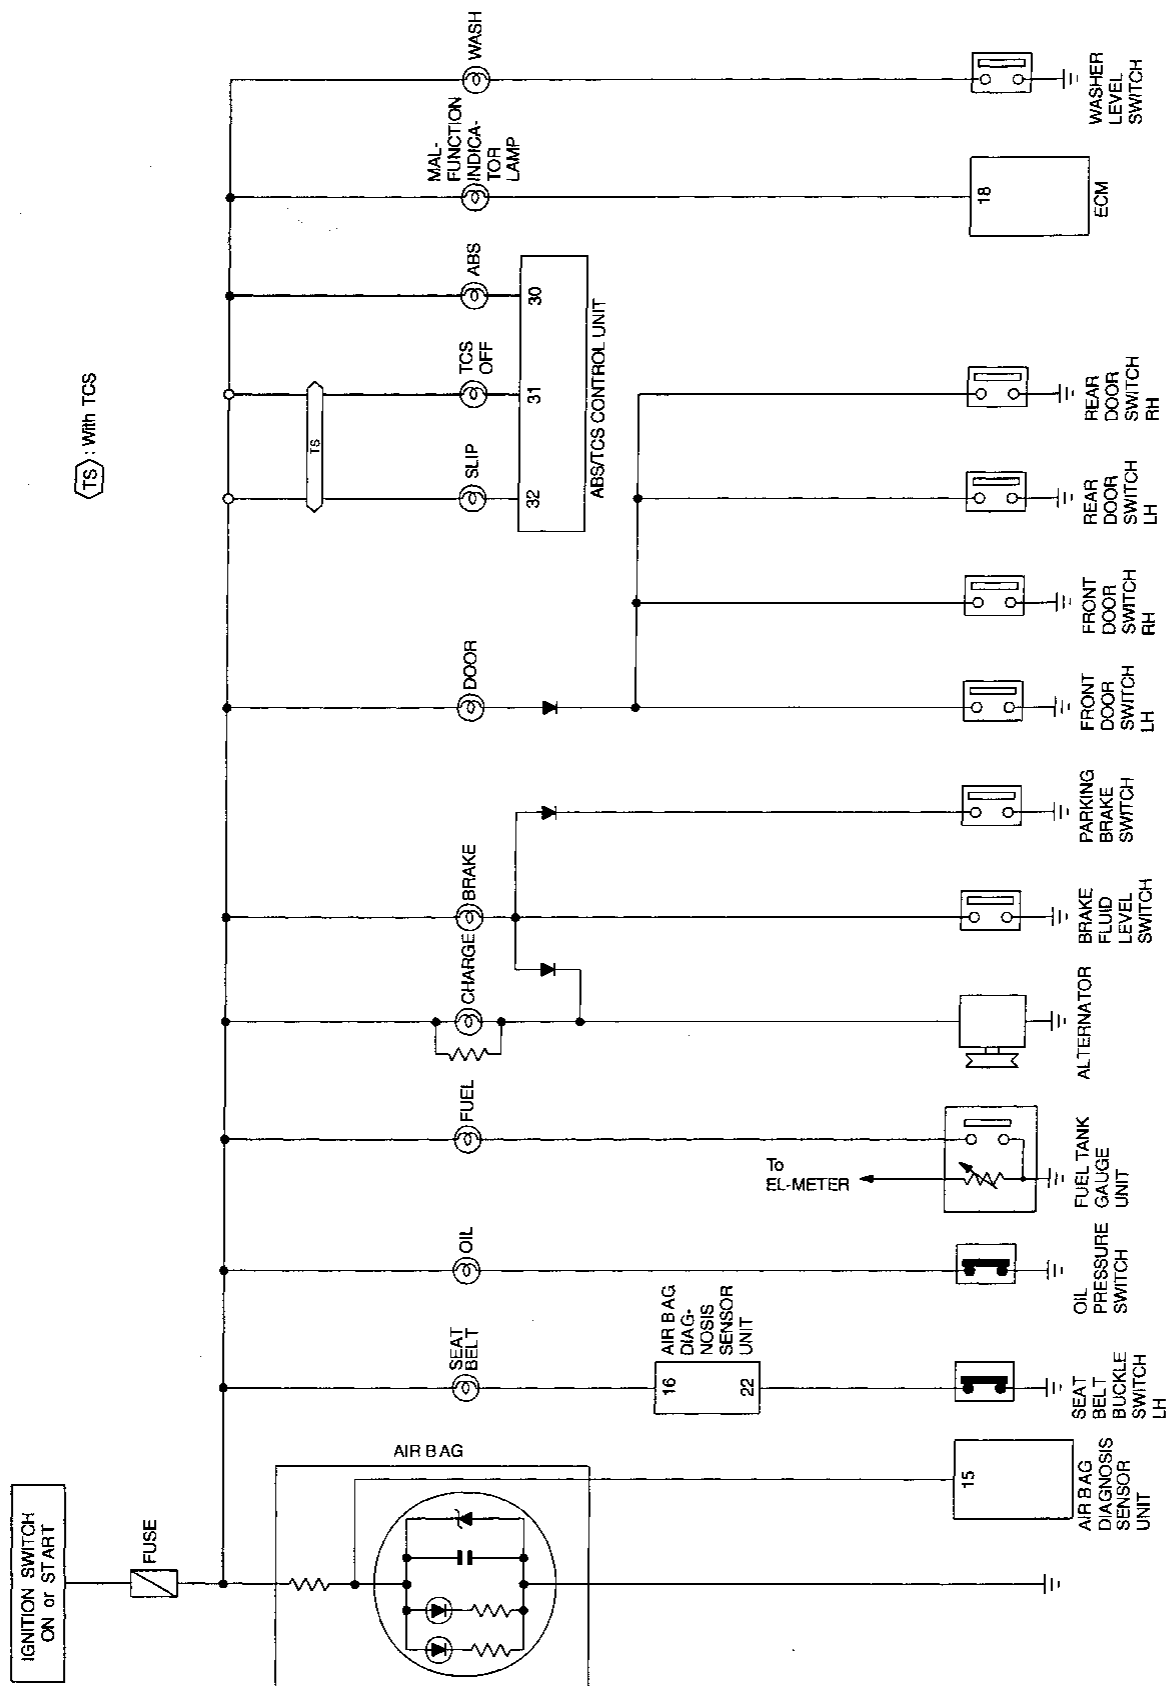 IGNITION SWITCH
ON or START
FUSE
TS : With TCS
AIR BAG
SEAT
BELT
OIL
FUEL
CHARGE
BRAKE
DOOR
SLIP
TCS
OFF
ABS
MAL-
FUNCTION
INDICA-
TOR
LAMP
WASH
TS
32
31
30
ABS/TCS CONTROL UNIT
16
22
AIR BAG
DIAG-
NOSIS
SENSOR
UNIT
To
EL-METER
15
18
AIR BAG
DIAGNOSIS
SENSOR
UNIT
SEAT
BELT
BUCKLE
SWITCH
LH
OIL
PRESSURE
SWITCH
FUEL TANK
GAUGE
UNIT
ALTERNATOR
BRAKE
FLUID
LEVEL
SWITCH
PARKING
BRAKE
SWITCH
FRONT
DOOR
SWITCH
LH
FRONT
DOOR
SWITCH
RH
REAR
DOOR
SWITCH
LH
REAR
DOOR
SWITCH
RH
ECM
WASHER
LEVEL
SWITCH